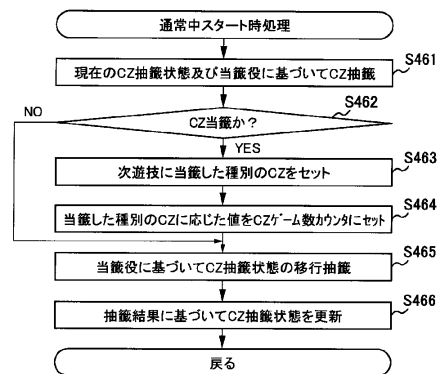 通常中スタート時処理
S461
現在のCZ抽籤状態及び当籤役に基づいてCZ抽籤
S462
NO
CZ当籤か？
YES
S463
次遊技に当籤した種別のCZをセット
S464
当籤した種別のCZに応じた値をCZｹﾞｰﾑ数カウンタにセット
S465
当籤役に基づいてCZ抽籤状態の移行抽籤
S466
抽籤結果に基づいてCZ抽籤状態を更新
戻る